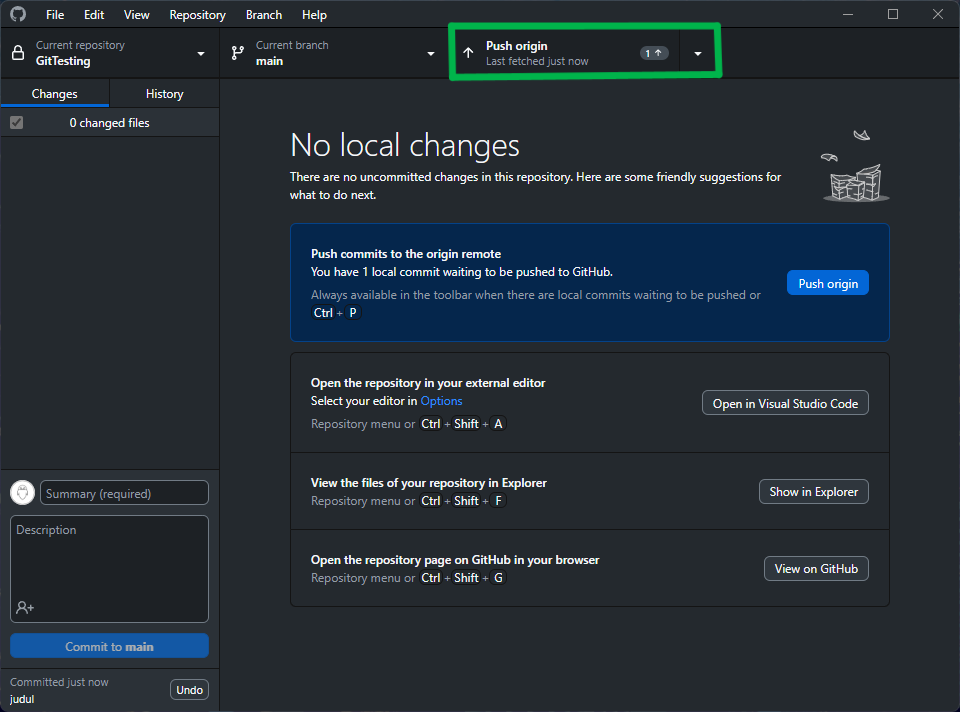 File Edit View Repository Branch Help
Current repository
GitTesting
Current branch
main
Push origin
Last fetched just now
1
Changes
History
0 changed files
No local changes
There are no uncommitted changes in this repository. Here are some friendly suggestions for
what to do next.
Push commits to the origin remote
You have 1 local commit waiting to be pushed to GitHub.
Always available in the toolbar when there are local commits waiting to be pushed or
Ctrl + P
Push origin
Open the repository in your external editor
Select your editor in Options
Repository menu or Ctrl + Shift + A
Open in Visual Studio Code
View the files of your repository in Explorer
Repository menu or Ctrl + Shift + F
Show in Explorer
Open the repository page on GitHub in your browser
Repository menu or Ctrl + Shift + G
View on GitHub
Summary (required)
Description
Commit to main
Committed just now
judul
Undo